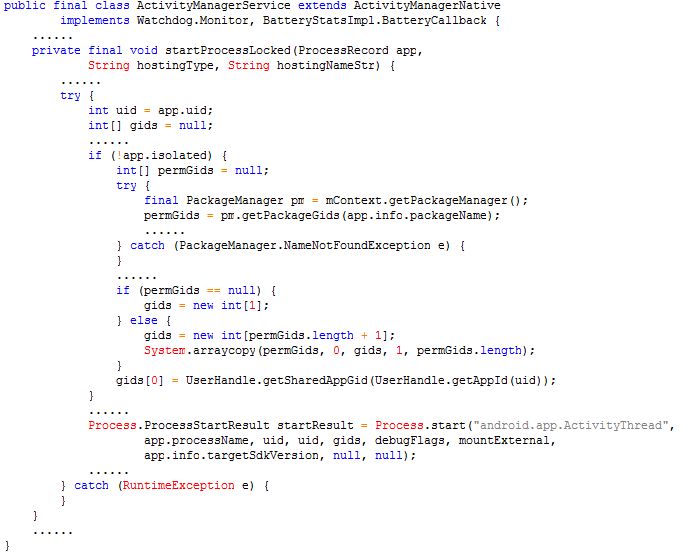 public final class ActivityManagerService extends ActivityManagerNative
        implements Watchdog.Monitor, BatteryStatsImpl.BatteryCallback {
    ......
    private final void startProcessLocked(ProcessRecord app,
            String hostingType, String hostingNameStr) {
        ......
        try {
            int uid = app.uid;
            int[] gids = null;
            ......
            if (!app.isolated) {
                int[] permGids = null;
                try {
                    final PackageManager pm = mContext.getPackageManager();
                    permGids = pm.getPackageGids(app.info.packageName);
                    ......
                } catch (PackageManager.NameNotFoundException e) {
                }
                ......
                if (permGids == null) {
                    gids = new int[1];
                } else {
                    gids = new int[permGids.length + 1];
                    System.arraycopy(permGids, 0, gids, 1, permGids.length);
                }
                gids[0] = UserHandle.getSharedAppGid(UserHandle.getAppId(uid));
            }
            ......
            Process.ProcessStartResult startResult = Process.start("android.app.ActivityThread",
                    app.processName, uid, uid, gids, debugFlags, mountExternal,
                    app.info.targetSdkVersion, null, null);
            ......
        } catch (RuntimeException e) {
        }
    }
    ......
}